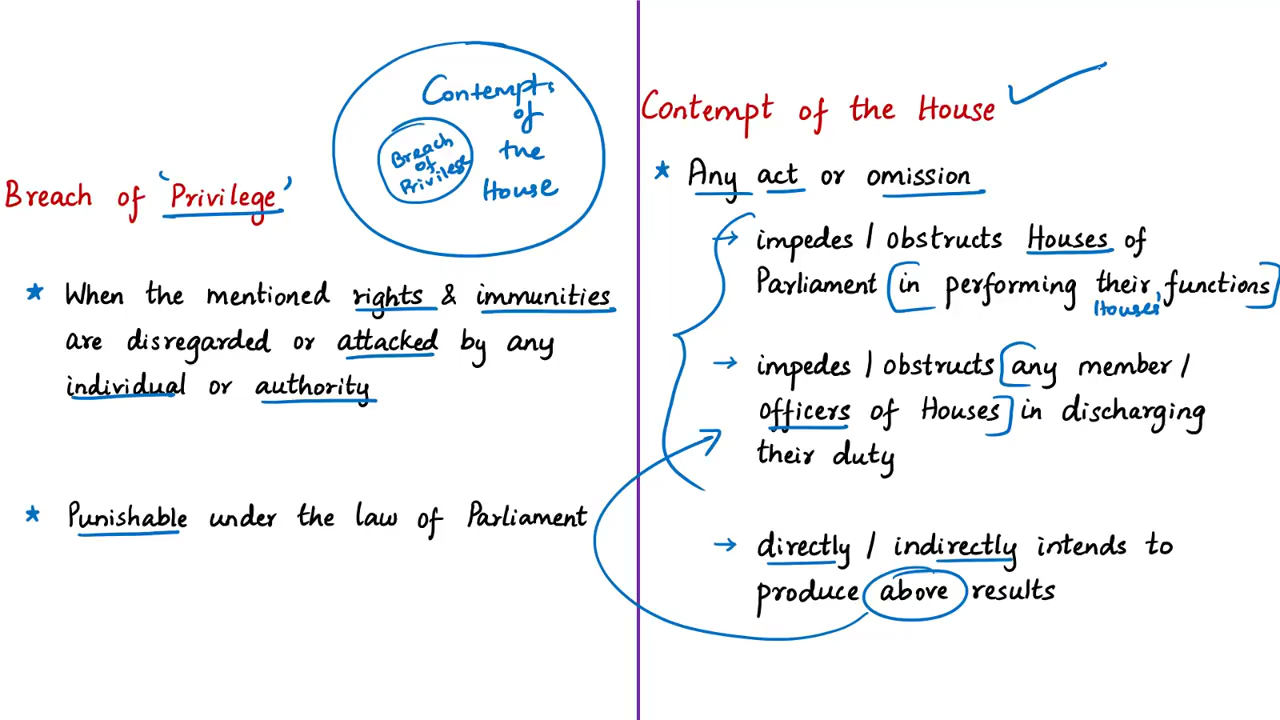 Breach of 'Privilege'
* When the mentioned rights & immunities
are disregarded or attacked by any
individual or authority
* Punishable under the law of Parliament
Contempts
of
the
House
Breach
of
Privileges
Contempt of the House ✓
* Any act or omission
→ impedes / obstructs Houses of
Parliament [in performing their functions]
Houses'
→ impedes / obstructs [any member /
officers of Houses] in discharging
their duty
→ directly / indirectly intends to
produce above results